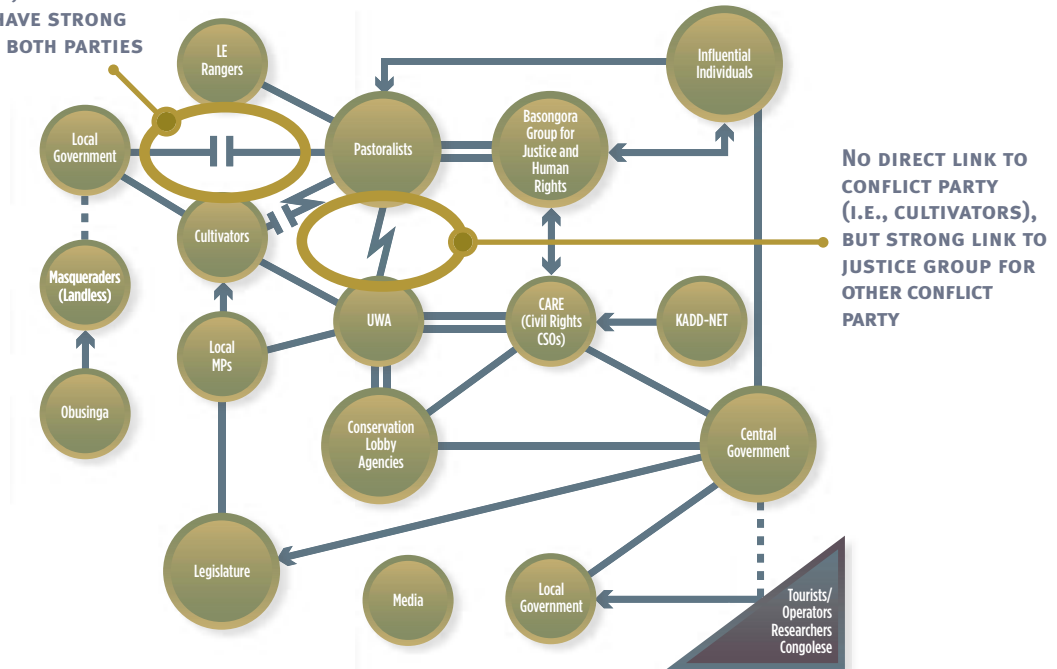 HAVE STRONG
BOTH PARTIES
LE
Rangers
Influential
Individuals
Local
Government
Pastoralists
Basongora
Group for
Justice and
Human
Rights
NO DIRECT LINK TO
CONFLICT PARTY
(I.E., CULTIVATORS),
BUT STRONG LINK TO
JUSTICE GROUP FOR
OTHER CONFLICT
PARTY
Cultivators
Masqueraders
(Landless)
UWA
CARE
(Civil Rights
CSOs)
KADD-NET
Local
MPs
Obusinga
Conservation
Lobby
Agencies
Central
Government
Legislature
Media
Local
Government
Tourists/
Operators
Researchers
Congolese